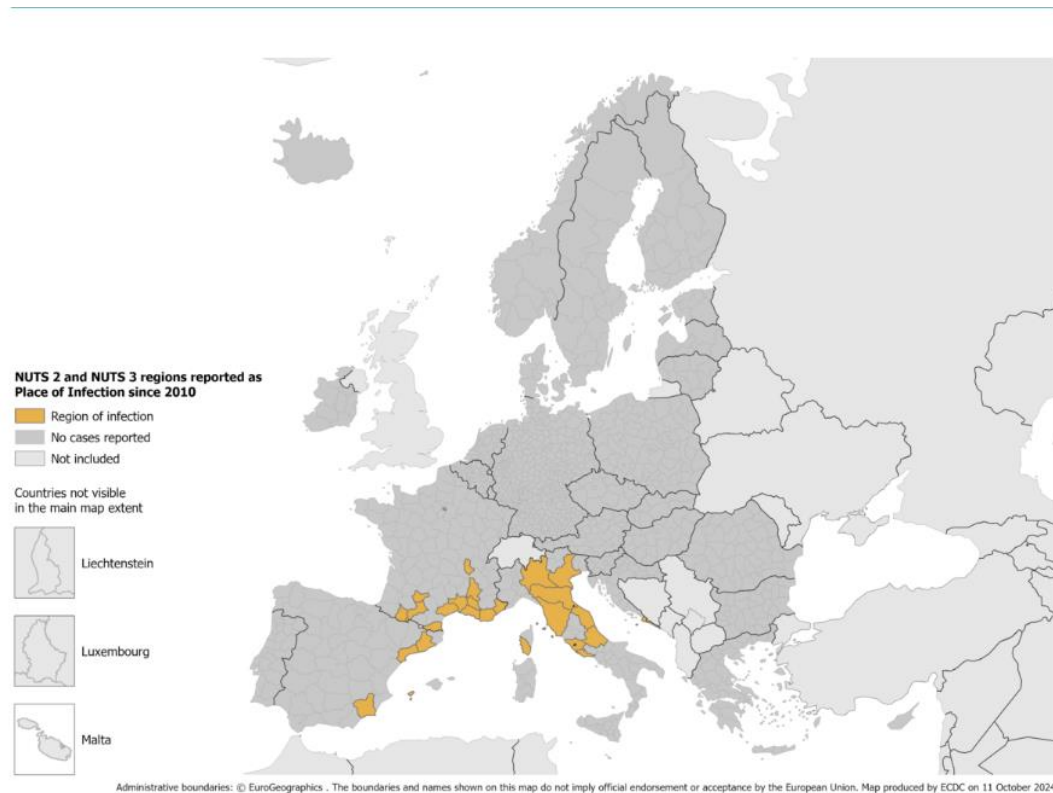 NUTS 2 and NUTS 3 regions reported as
Place of Infection since 2010
Region of infection
No cases reported
Not included
Countries not visible
in the main map extent
Liechtenstein
Luxembourg
Malta
Administrative boundaries: © EuroGeographics . The boundaries and names shown on this map do not imply official endorsement or acceptance by the European Union. Map produced by ECDC on 11 October 2024